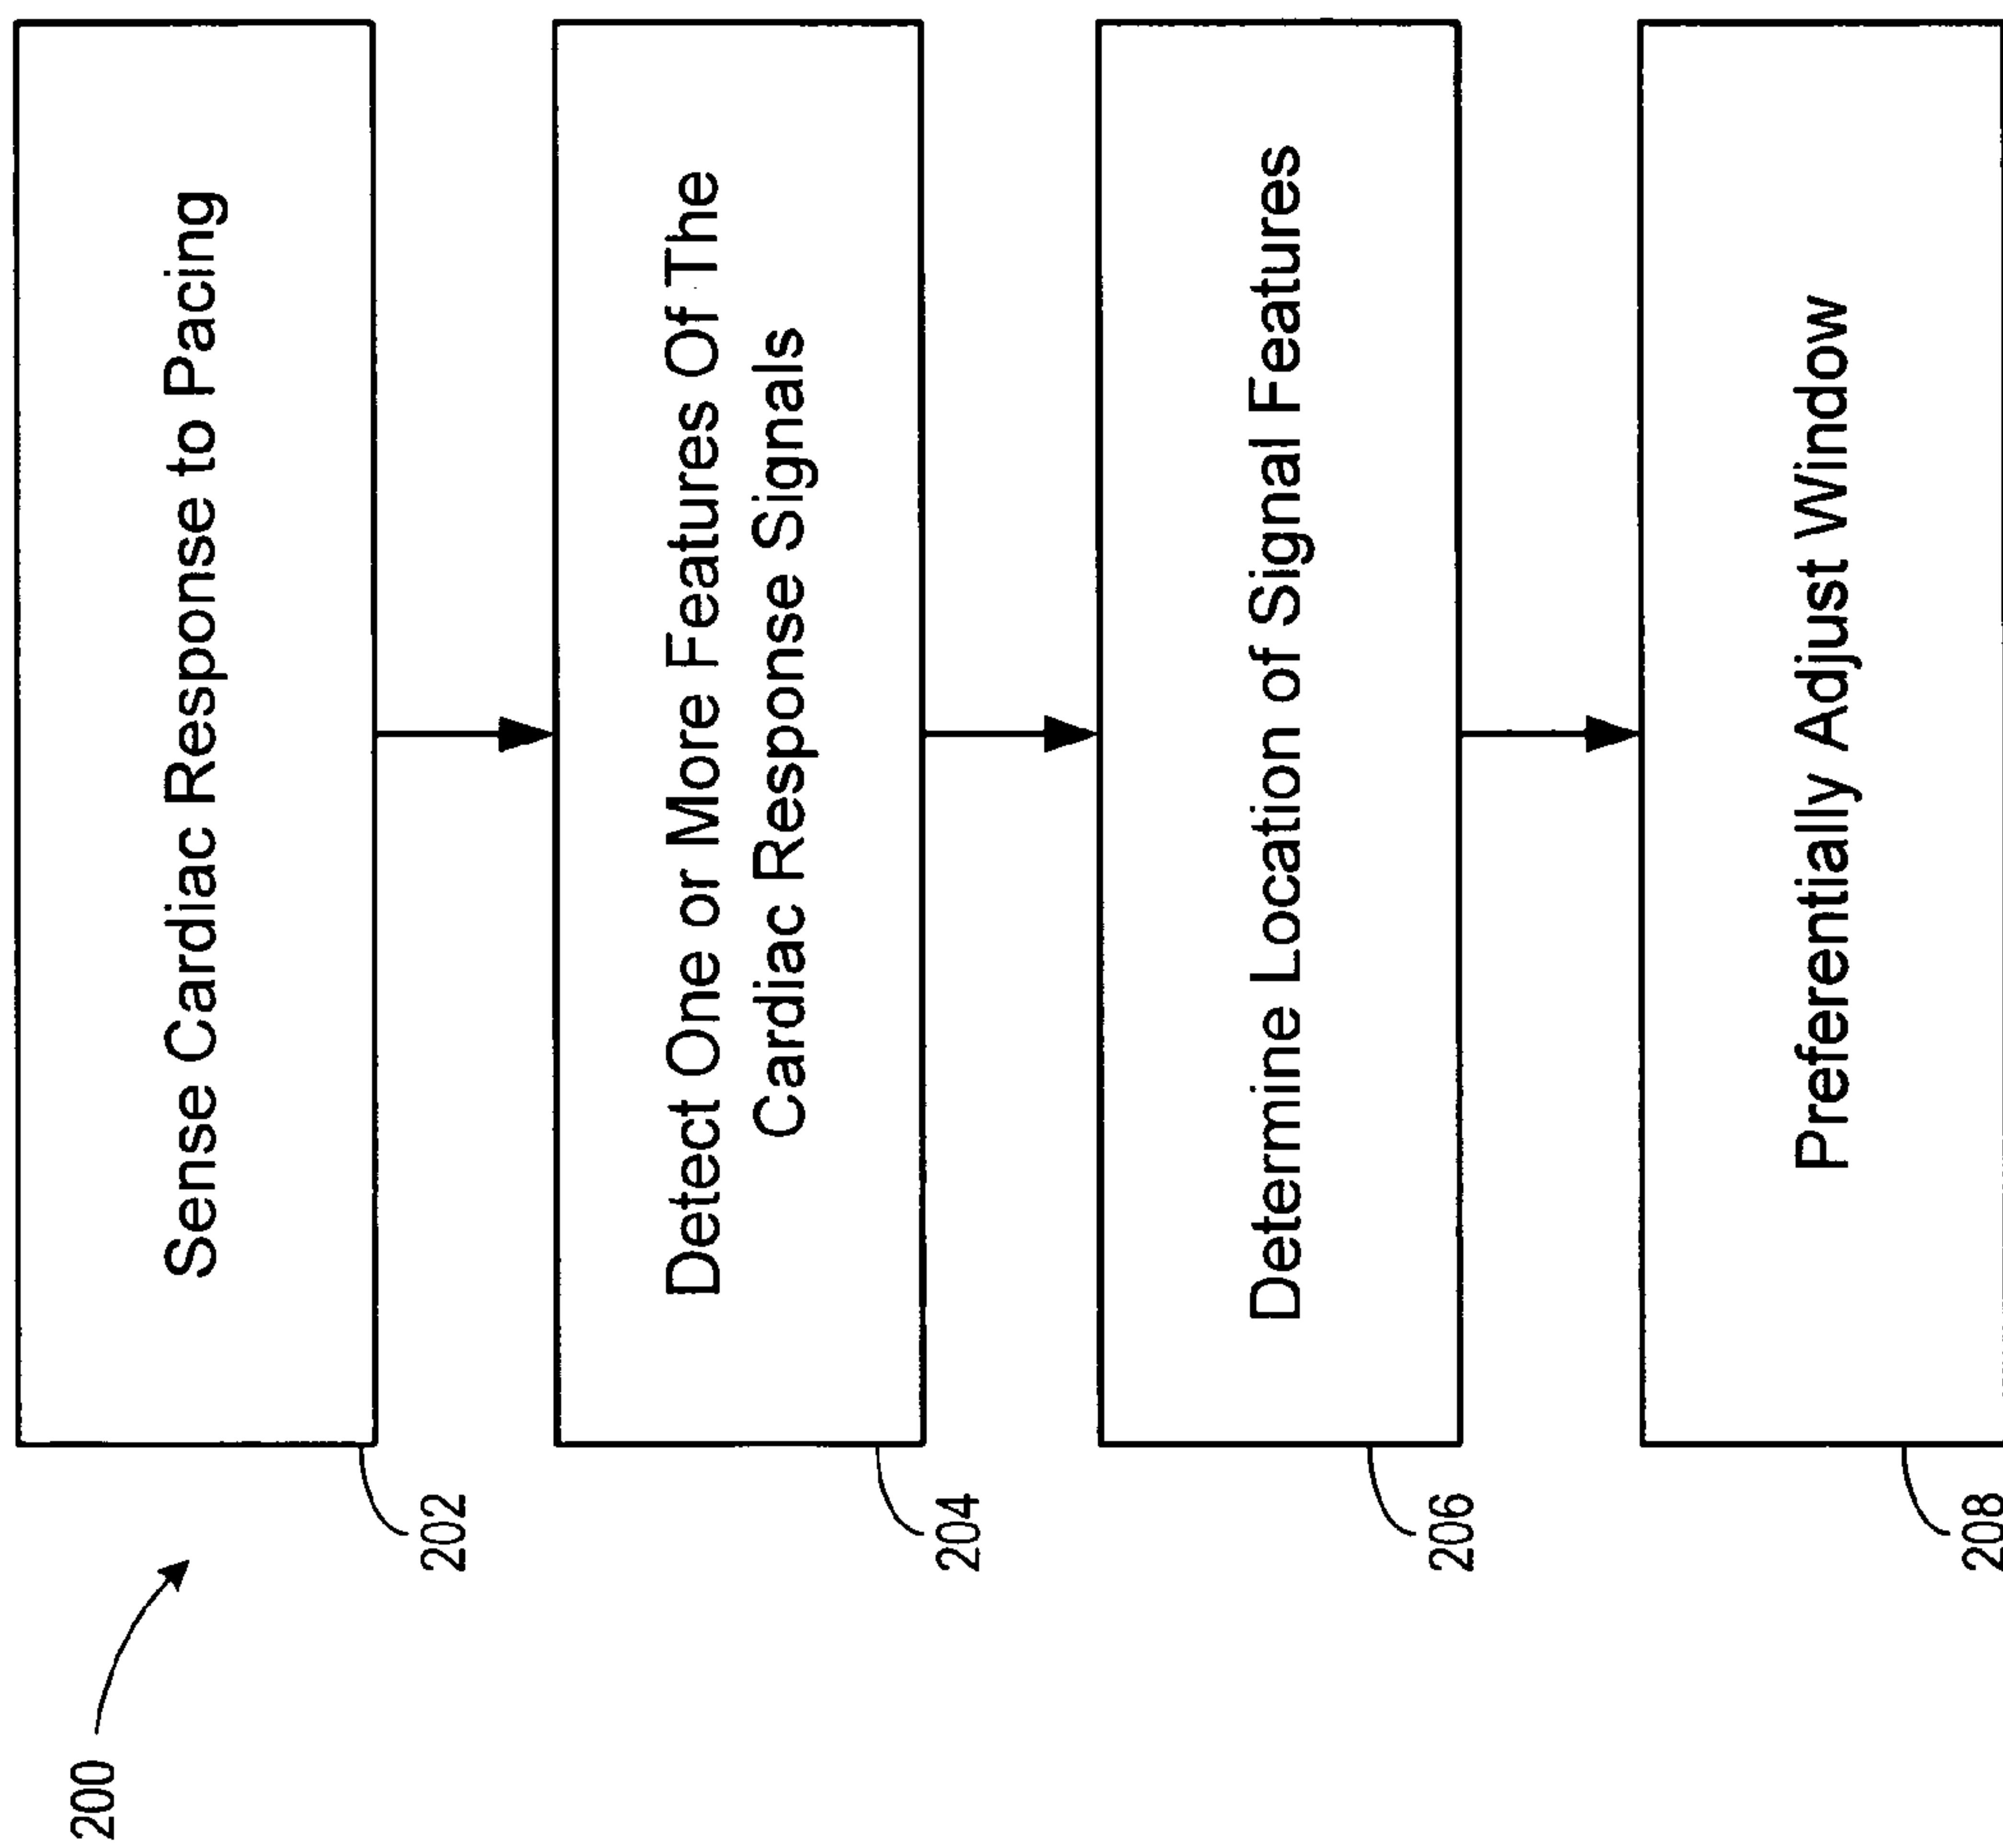 200
Sense Cardiac Response to Pacing
202
Detect One or More Features Of The
Cardiac Response Signals
204
Determine Location of Signal Features
206
Preferentially Adjust Window
208